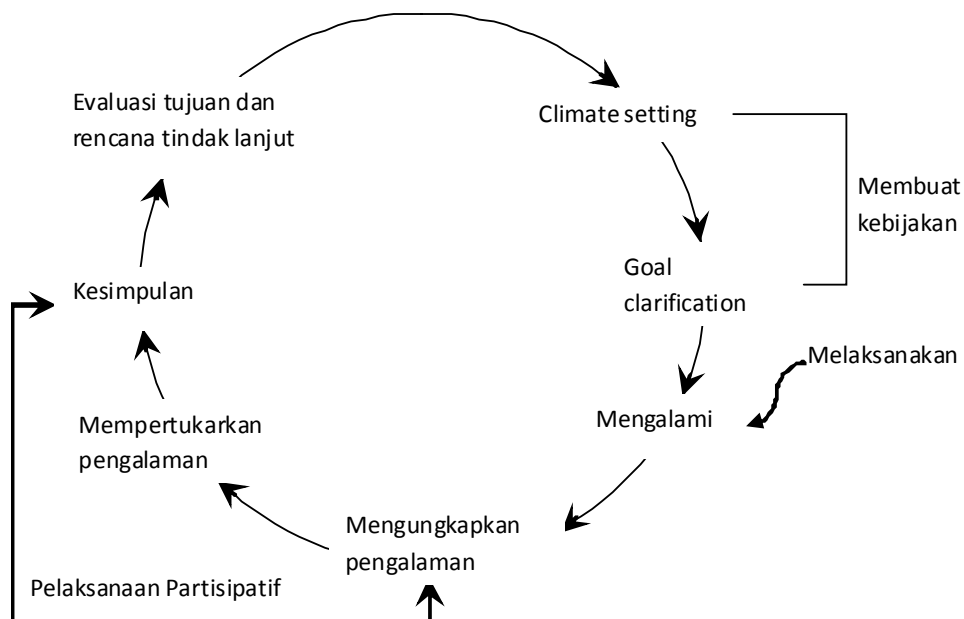 Evaluasi tujuan dan
rencana tindak lanjut
Climate setting
Membuat
kebijakan
Goal
clarification
Kesimpulan
Melaksanakan
Mengalami
Mempertukarkan
pengalaman
Mengungkapkan
pengalaman
Pelaksanaan Partisipatif